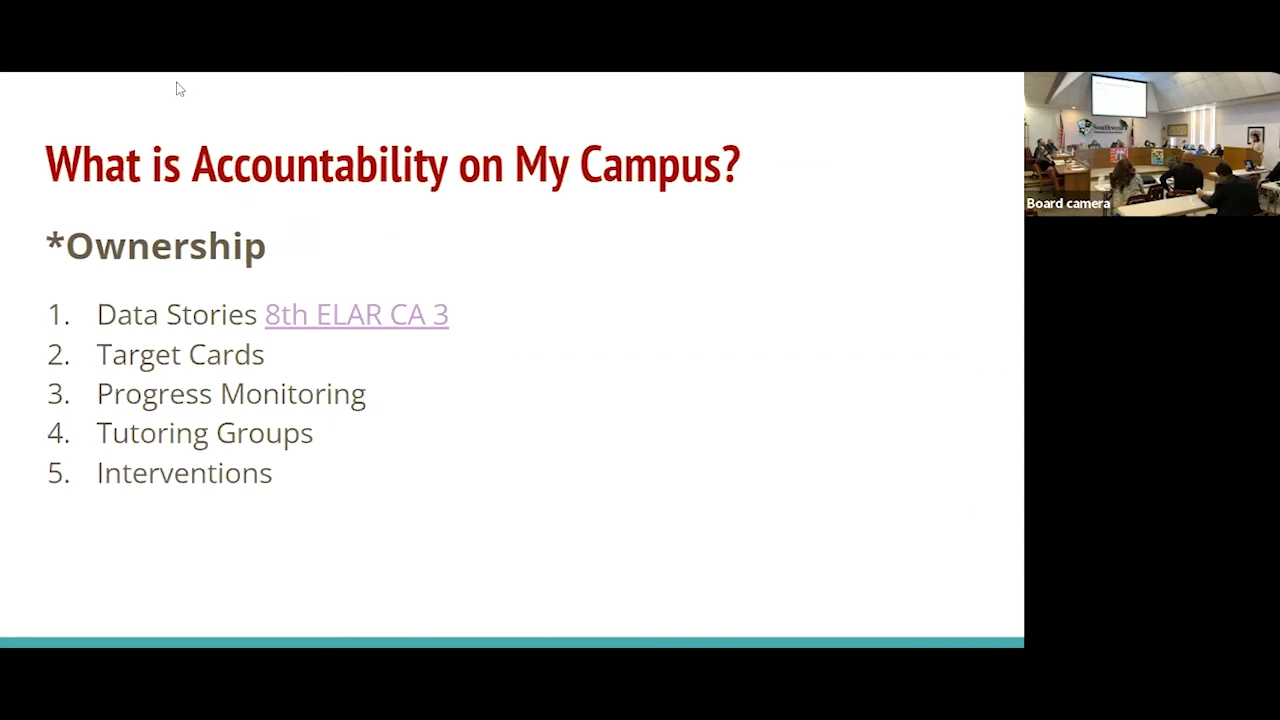 What is Accountability on My Campus?
*Ownership
1. Data Stories 8th ELAR CA 3
2. Target Cards
3. Progress Monitoring
4. Tutoring Groups
5. Interventions
Southwest
Board camera